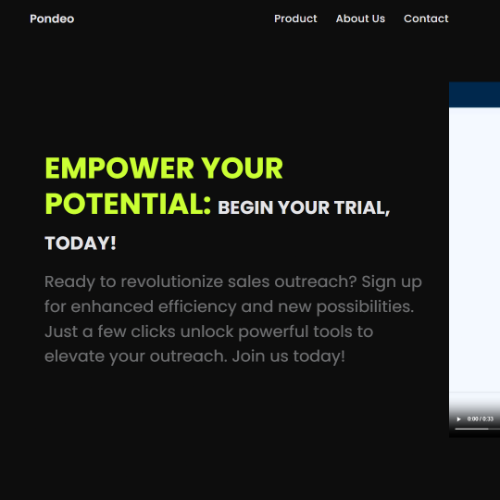 Pondeo
Product About Us Contact
EMPOWER YOUR
POTENTIAL: BEGIN YOUR TRIAL,
TODAY!
Ready to revolutionize sales outreach? Sign up
for enhanced efficiency and new possibilities.
Just a few clicks unlock powerful tools to
elevate your outreach. Join us today!
0:00 / 0:33